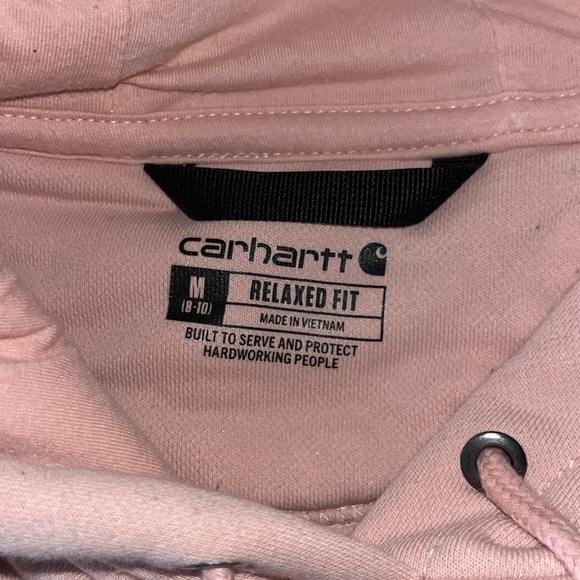 carhartt
M
(8-10)
RELAXED FIT
MADE IN VIETNAM
BUILT TO SERVE AND PROTECT
HARDWORKING PEOPLE